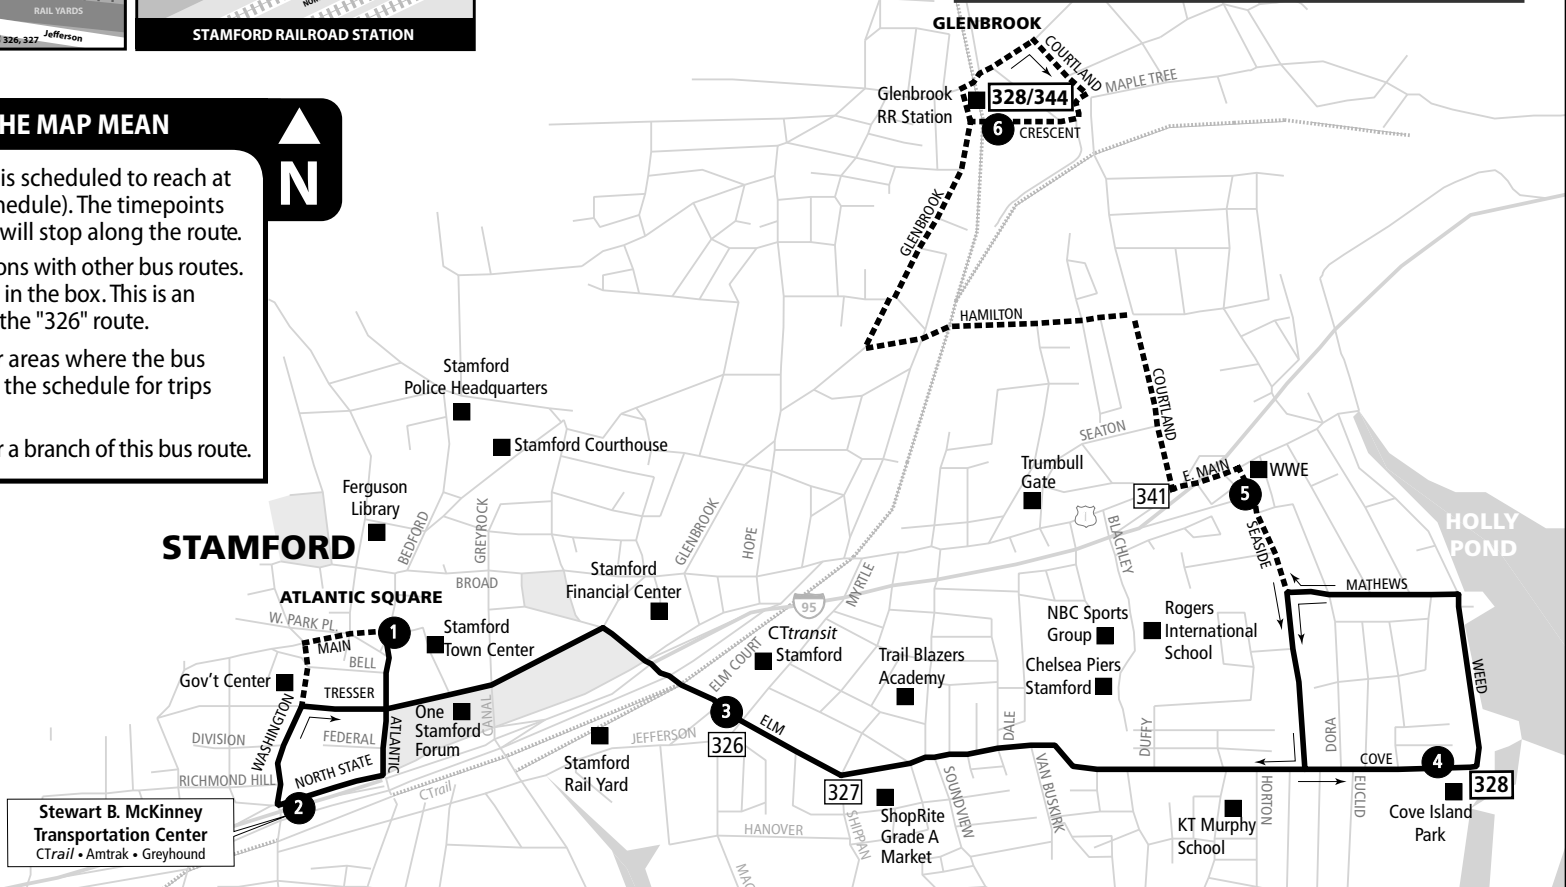 RAIL YARDS
326, 327 Jefferson
STAMFORD RAILROAD STATION
HE MAP MEAN
N
is scheduled to reach at
hedule). The timepoints
will stop along the route.
ons with other bus routes.
in the box. This is an
the "326" route.
r areas where the bus
the schedule for trips
r a branch of this bus route.
GLENBROOK
COURTLAND
MAPLE TREE
Glenbrook
RR Station
328/344
6
CRESCENT
GLENBROOK
HAMILTON
COURTLAND
SEATON
Stamford
Police Headquarters
Stamford Courthouse
Ferguson
Library
BEDFORD
GREYROCK
GLENBROOK
HOPE
Trumbull
Gate
341
E. MAIN
WWE
5
1
BLACHLEY
SEASIDE
HOLLY
POND
STAMFORD
BROAD
Stamford
Financial Center
MYRTLE
95
ATLANTIC SQUARE
W. PARK PL.
MAIN
1
BELL
Stamford
Town Center
ELM COURT
CTtransit
Stamford
Trail Blazers
Academy
NBC Sports
Group
Rogers
International
School
Chelsea Piers
Stamford
MATHEWS
WEED
Gov't Center
TRESSER
WASHINGTON
ATLANTIC
One
Stamford
Forum
CANAL
DIVISION
FEDERAL
RICHMOND HILL
NORTH STATE
CTrail
2
Stewart B. McKinney
Transportation Center
CTrail • Amtrak • Greyhound
Stamford
Rail Yard
JEFFERSON
3
326
ELM
327
HANOVER
MAG
SHIPPAN
ShopRite
Grade A
Market
SOUNDVIEW
DALE
VAN BUSKIRK
DUFFY
KT Murphy
School
HORTON
DORA
EUCLID
COVE
4
328
Cove Island
Park